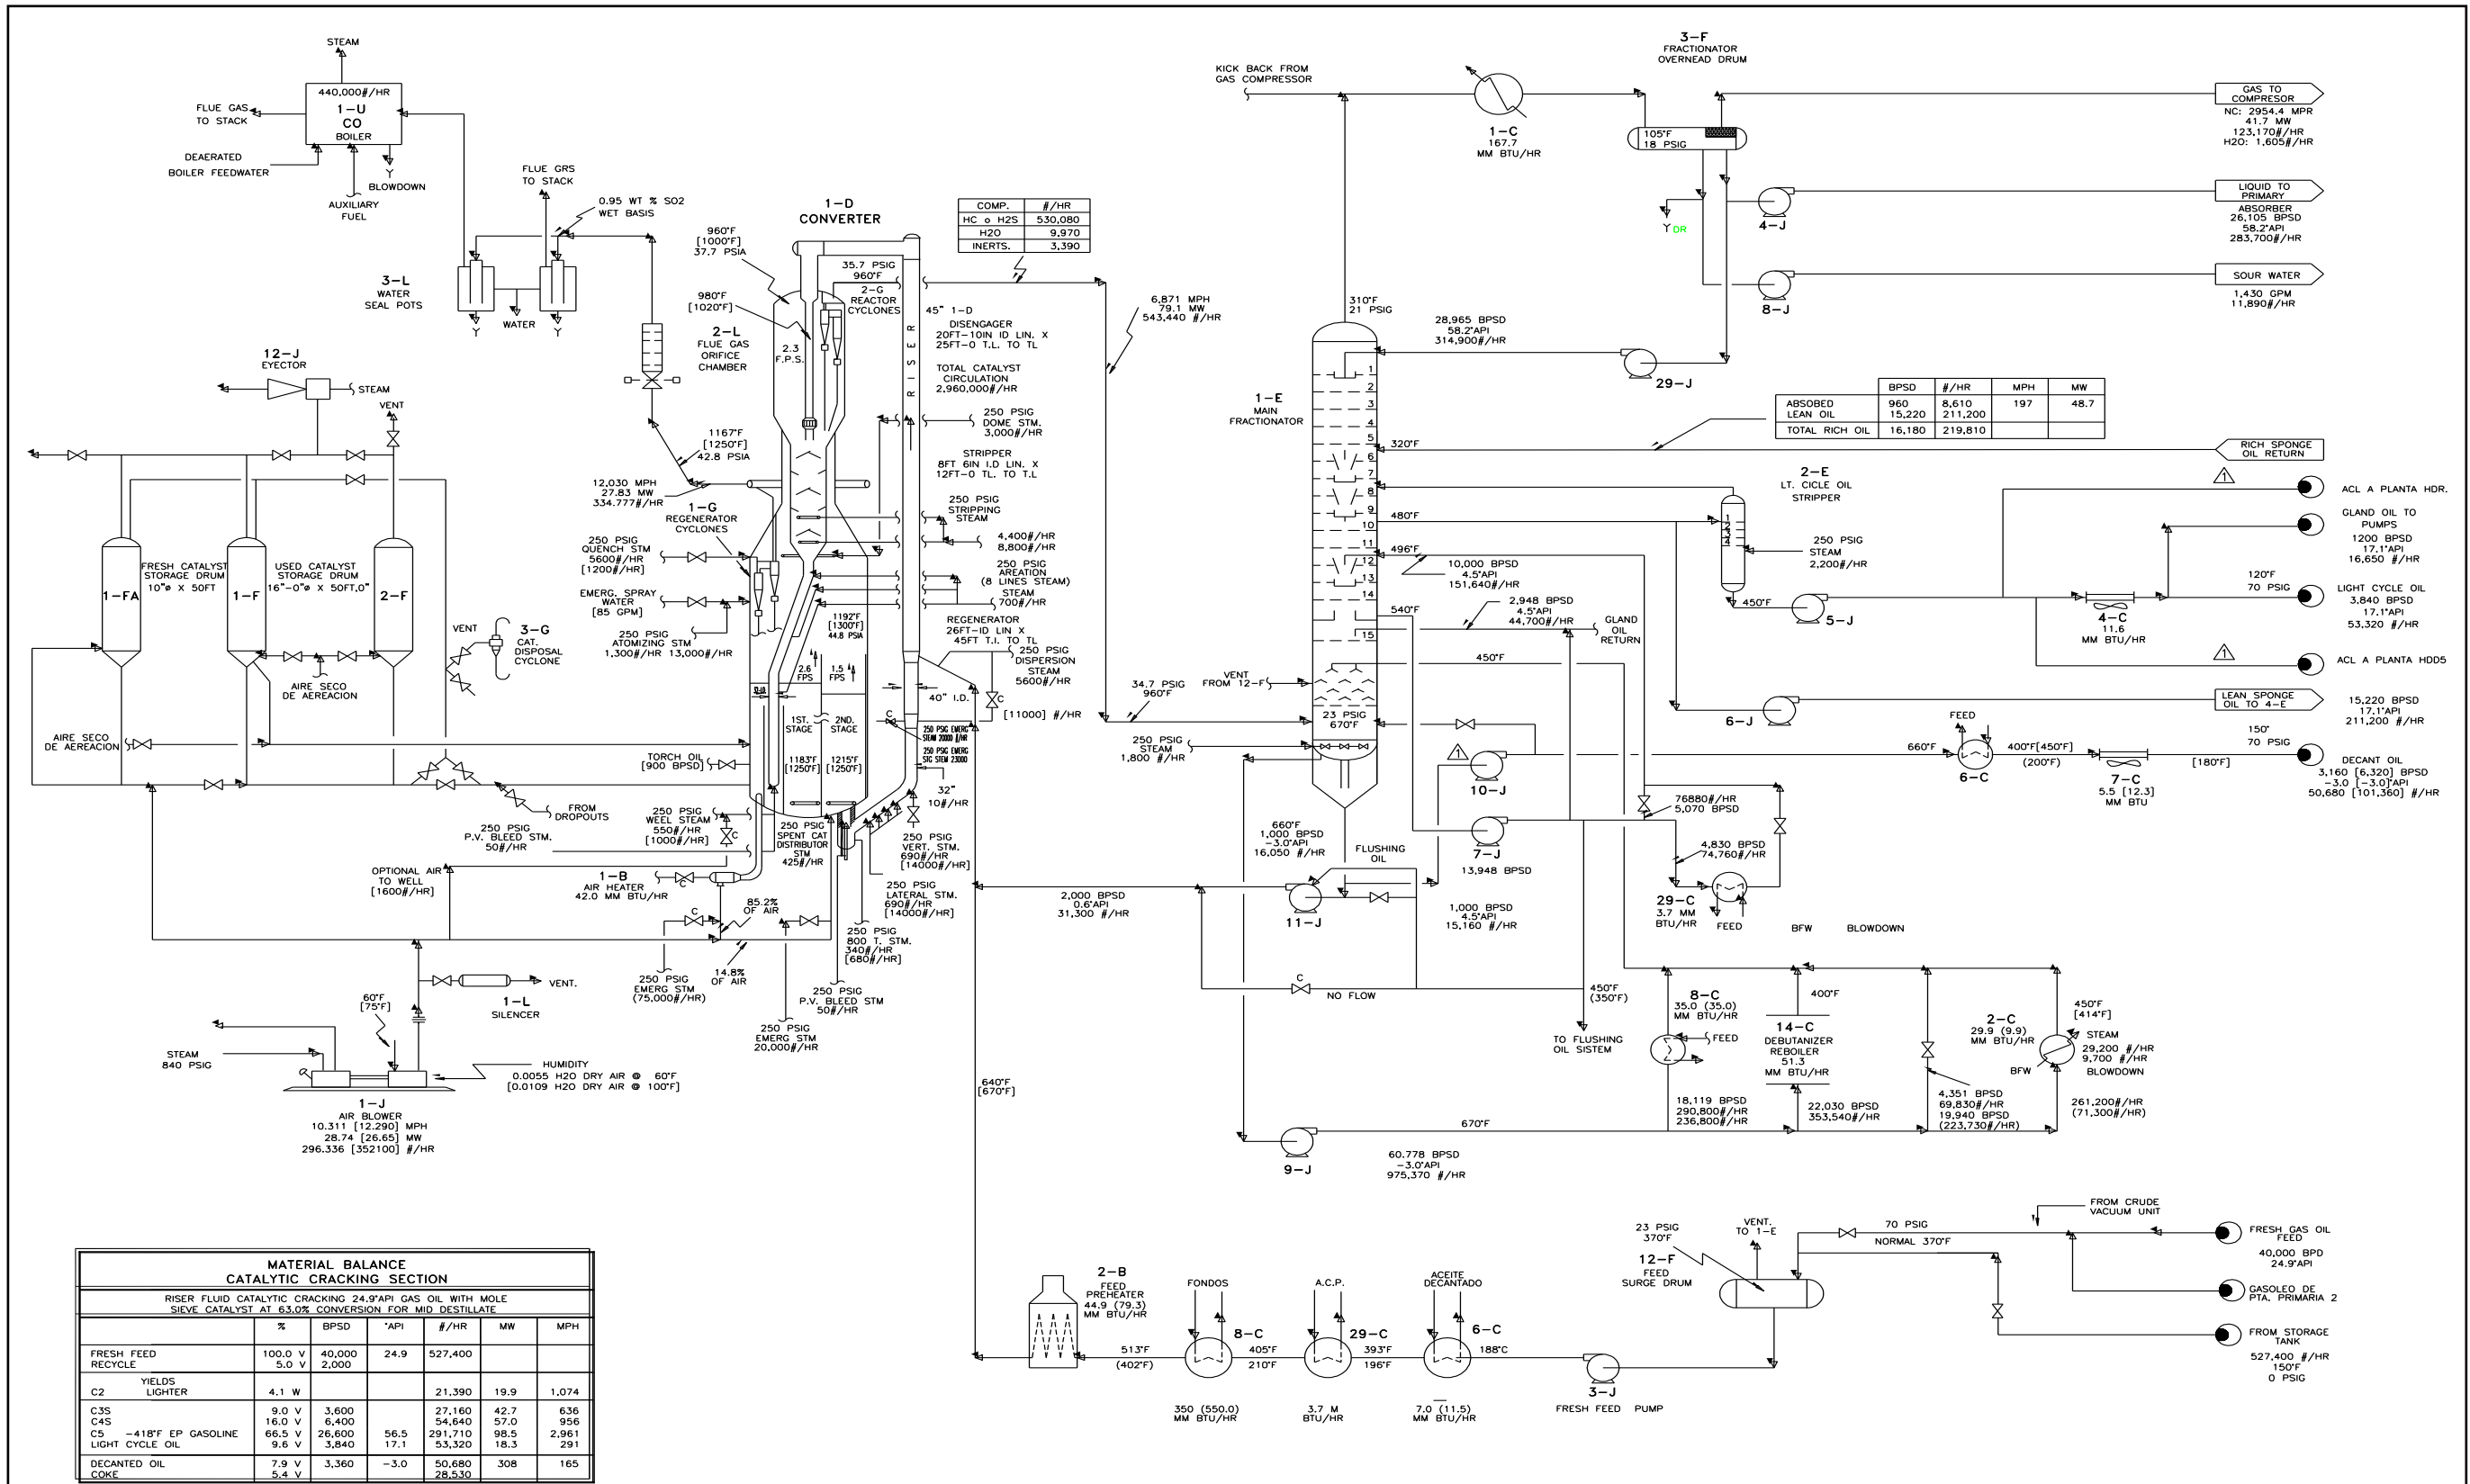 STEAM
440,000#/HR
1-U
CO
BOILER
FLUE GAS
TO STACK
DEAERATED
BOILER FEEDWATER
AUXILIARY
FUEL
BLOWDOWN
Y
FLUE GRS
TO STACK
0.95 WT % SO2
WET BASIS
3-L
WATER
SEAL POTS
WATER
Y
Y
12-J
EYECTOR
STEAM
VENT
2-L
FLUE GAS
ORIFICE
CHAMBER
1167°F
[1250°F]
42.8 PSIA
12,030 MPH
27.83 MW
334.777#/HR
1-FA
FRESH CATALYST
STORAGE DRUM
10"ø X 50FT
1-F
USED CATALYST
STORAGE DRUM
16"-0"ø X 50FT,0"
2-F
AIRE SECO
DE AEREACION
VENT
3-G
CAT.
DISPOSAL
CYCLONE
AIRE SECO
DE AEREACION
FROM
DROPOUTS
250 PSIG
P.V. BLEED STM.
50#/HR
OPTIONAL AIR
TO WELL
[1600#/HR]
1-D
CONVERTER
960°F
[1000°F]
37.7 PSIA
980°F
[1020°F]
35.7 PSIG
960°F
2-G
REACTOR
CYCLONES
2.3
F.P.S.
RISER
COMP. #/HR
HC o H2S 530,080
H2O 9,970
INERTS. 3,390
45" 1-D
DISENGAGER
20FT-10IN ID LIN. X
25FT-0 T.L. TO TL
TOTAL CATALYST
CIRCULATION
2,960,000#/HR
250 PSIG
DOME STM.
3,000#/HR
STRIPPER
8FT 6IN I.D LIN. X
12FT-0 TL. TO T.L
250 PSIG
STRIPPING
STEAM
4,400#/HR
8,800#/HR
250 PSIG
AREATION
(8 LINES STEAM)
STEAM
700#/HR
REGENERATOR
26FT-ID LIN X
45FT T.I. TO TL
250 PSIG
DISPERSION
STEAM
5600#/HR
C
[11000] #/HR
40" I.D.
C
250 PSIG EMERG
STEAM 20000 #/HR
250 PSIG EMERG
SIG STEM 23000
32"
10#/HR
1-G
REGENERATOR
CYCLONES
250 PSIG
QUENCH STM
5600#/HR
[1200#/HR]
EMERG. SPRAY
WATER
[85 GPM]
250 PSIG
ATOMIZING STM
1,300#/HR 13,000#/HR
1192°F
[1300°F]
44.8 PSIA
2.6
FPS
1.5
FPS
1ST.
STAGE
2ND.
STAGE
1183°F
[1250°F]
1215°F
[1250°F]
TORCH OIL
[900 BPSD]
250 PSIG
WEEL STEAM
550#/HR
[1000#/HR]
C
250 PSIG
SPENT CAT
DISTRIBUTOR
STM
425#/HR
1-B
AIR HEATER
42.0 MM BTU/HR
C
250 PSIG
VERT. STM.
690#/HR
[14000#/HR]
250 PSIG
LATERAL STM.
690#/HR
[14000#/HR]
85.2%
OF AIR
C
14.8%
OF AIR
250 PSIG
800 T. STM.
340#/HR
[680#/HR]
250 PSIG
EMERG STM
(75,000#/HR)
250 PSIG
P.V. BLEED STM
50#/HR
250 PSIG
EMERG STM
20,000#/HR
1-L
SILENCER
VENT.
60°F
[75°F]
STEAM
840 PSIG
HUMIDITY
0.0055 H2O DRY AIR @ 60°F
[0.0109 H2O DRY AIR @ 100°F]
1-J
AIR BLOWER
10.311 [12.290] MPH
28.74 [26.65] MW
296.336 [352100] #/HR
6,871 MPH
79.1 MW
543,440 #/HR
KICK BACK FROM
GAS COMPRESSOR
1-C
167.7
MM BTU/HR
3-F
FRACTIONATOR
OVERNEAD DRUM
105°F
18 PSIG
Y DR
4-J
8-J
GAS TO
COMPRESOR
NC: 2954.4 MPR
41.7 MW
123,170#/HR
H2O: 1,605#/HR
LIQUID TO
PRIMARY
ABSORBER
26,105 BPSD
58.2°API
283,700#/HR
SOUR WATER
1,430 GPM
11,890#/HR
310°F
21 PSIG
28,965 BPSD
58.2°API
314,900#/HR
29-J
1-E
MAIN
FRACTIONATOR
1
2
3
4
5
6
7
8
9
10
11
12
13
14
15
BPSD #/HR MPH MW
ABSOBED 960 8,610 197 48.7
LEAN OIL 15,220 211,200
TOTAL RICH OIL 16,180 219,810
320°F
RICH SPONGE
OIL RETURN
2-E
LT. CICLE OIL
STRIPPER
1
2
3
4
480°F
496°F
10,000 BPSD
4.5°API
151,640#/HR
250 PSIG
STEAM
2,200#/HR
450°F
5-J
1
ACL A PLANTA HDR.
GLAND OIL TO
PUMPS
1200 BPSD
17.1°API
16,650 #/HR
120°F
70 PSIG
LIGHT CYCLE OIL
3,840 BPSD
17.1°API
53,320 #/HR
4-C
11.6
MM BTU/HR
1
ACL A PLANTA HDD5
540°F
2,948 BPSD
4.5°API
44,700#/HR
GLAND
OIL
RETURN
450°F
VENT
FROM 12-F
34.7 PSIG
960°F
23 PSIG
670°F
250 PSIG
STEAM
1,800 #/HR
6-J
LEAN SPONGE
OIL TO 4-E
15,220 BPSD
17.1°API
211,200 #/HR
1
10-J
660°F
FEED
6-C
400°F[450°F]
(200°F)
7-C
5.5 [12.3]
MM BTU
[180°F]
150°
70 PSIG
DECANT OIL
3,160 [6,320] BPSD
-3.0 [-3.0]°API
50,680 [101,360] #/HR
7-J
13,948 BPSD
76880#/HR
5,070 BPSD
4,830 BPSD
74,760#/HR
29-C
3.7 MM
BTU/HR
FEED
BFW
BLOWDOWN
660°F
1,000 BPSD
-3.0°API
16,050 #/HR
FLUSHING
OIL
11-J
2,000 BPSD
0.6°API
31,300 #/HR
1,000 BPSD
4.5°API
15,160 #/HR
C
NO FLOW
450°F
(350°F)
TO FLUSHING
OIL SISTEM
8-C
35.0 (35.0)
MM BTU/HR
FEED
400°F
14-C
DEBUTANIZER
REBOILER
51.3
MM BTU/HR
2-C
29.9 (9.9)
MM BTU/HR
450°F
[414°F]
STEAM
29,200 #/HR
9,700 #/HR
BFW
BLOWDOWN
18,119 BPSD
290,800#/HR
236,800#/HR
22,030 BPSD
353,540#/HR
4,351 BPSD
69,830#/HR
19,940 BPSD
(223,730#/HR)
261,200#/HR
(71,300#/HR)
670°F
9-J
60.778 BPSD
-3.0°API
975,370 #/HR
640°F
[670°F]
2-B
FEED
PREHEATER
44.9 (79.3)
MM BTU/HR
513°F
(402°F)
FONDOS
8-C
350 (550.0)
MM BTU/HR
405°F
210°F
A.C.P.
29-C
3.7 M
BTU/HR
393°F
196°F
ACEITE
DECANTADO
6-C
7.0 (11.5)
MM BTU/HR
188°C
3-J
FRESH FEED PUMP
23 PSIG
370°F
12-F
FEED
SURGE DRUM
VENT.
TO 1-E
70 PSIG
NORMAL 370°F
FROM CRUDE
VACUUM UNIT
FRESH GAS OIL
FEED
40,000 BPD
24.9°API
GASOLEO DE
PTA. PRIMARIA 2
FROM STORAGE
TANK
527,400 #/HR
150°F
0 PSIG
MATERIAL BALANCE
CATALYTIC CRACKING SECTION
RISER FLUID CATALYTIC CRACKING 24.9°API GAS OIL WITH MOLE
SIEVE CATALYST AT 63.0% CONVERSION FOR MID DESTILLATE
% BPSD °API #/HR MW MPH
FRESH FEED 100.0 V 40,000 24.9 527,400
RECYCLE 5.0 V 2,000
YIELDS
C2 LIGHTER 4.1 W 21,390 19.9 1,074
C3S 9.0 V 3,600 27,160 42.7 636
C4S 16.0 V 6,400 54,640 57.0 956
C5 -418°F EP GASOLINE 66.5 V 26,600 56.5 291,710 98.5 2,961
LIGHT CYCLE OIL 9.6 V 3,840 17.1 53,320 18.3 291
DECANTED OIL 7.9 V 3,360 -3.0 50,680 308 165
COKE 5.4 V 28,530